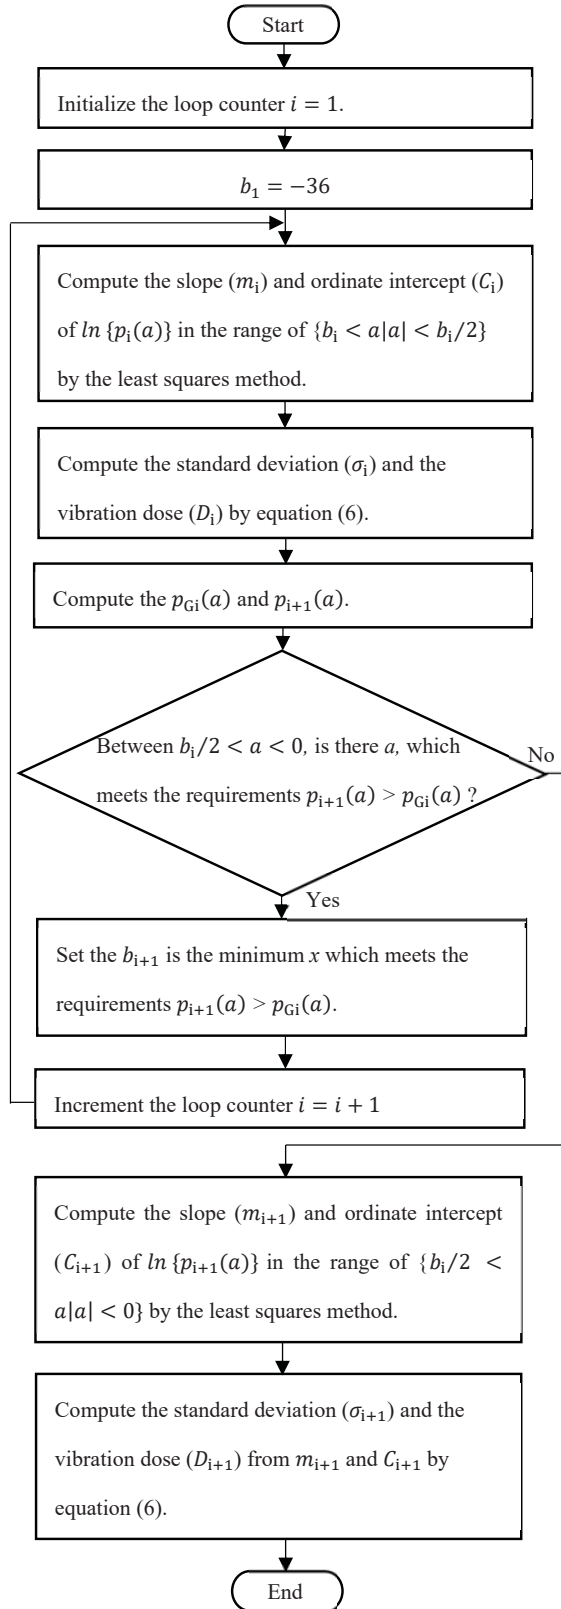 Start
Initialize the loop counter i = 1.
b₁ = −36
Compute the slope (mᵢ) and ordinate intercept (Cᵢ)
of ln {pᵢ(a)} in the range of {bᵢ < a|a| < bᵢ/2}
by the least squares method.
Compute the standard deviation (σᵢ) and the
vibration dose (Dᵢ) by equation (6).
Compute the p_Gi(a) and pᵢ₊₁(a).
Between bᵢ/2 < a < 0, is there a, which
No
meets the requirements pᵢ₊₁(a) > p_Gi(a) ?
Yes
Set the bᵢ₊₁ is the minimum x which meets the
requirements pᵢ₊₁(a) > p_Gi(a).
Increment the loop counter i = i + 1
Compute the slope (mᵢ₊₁) and ordinate intercept
(Cᵢ₊₁) of ln {pᵢ₊₁(a)} in the range of {bᵢ/2 <
a|a| < 0} by the least squares method.
Compute the standard deviation (σᵢ₊₁) and the
vibration dose (Dᵢ₊₁) from mᵢ₊₁ and Cᵢ₊₁ by
equation (6).
End